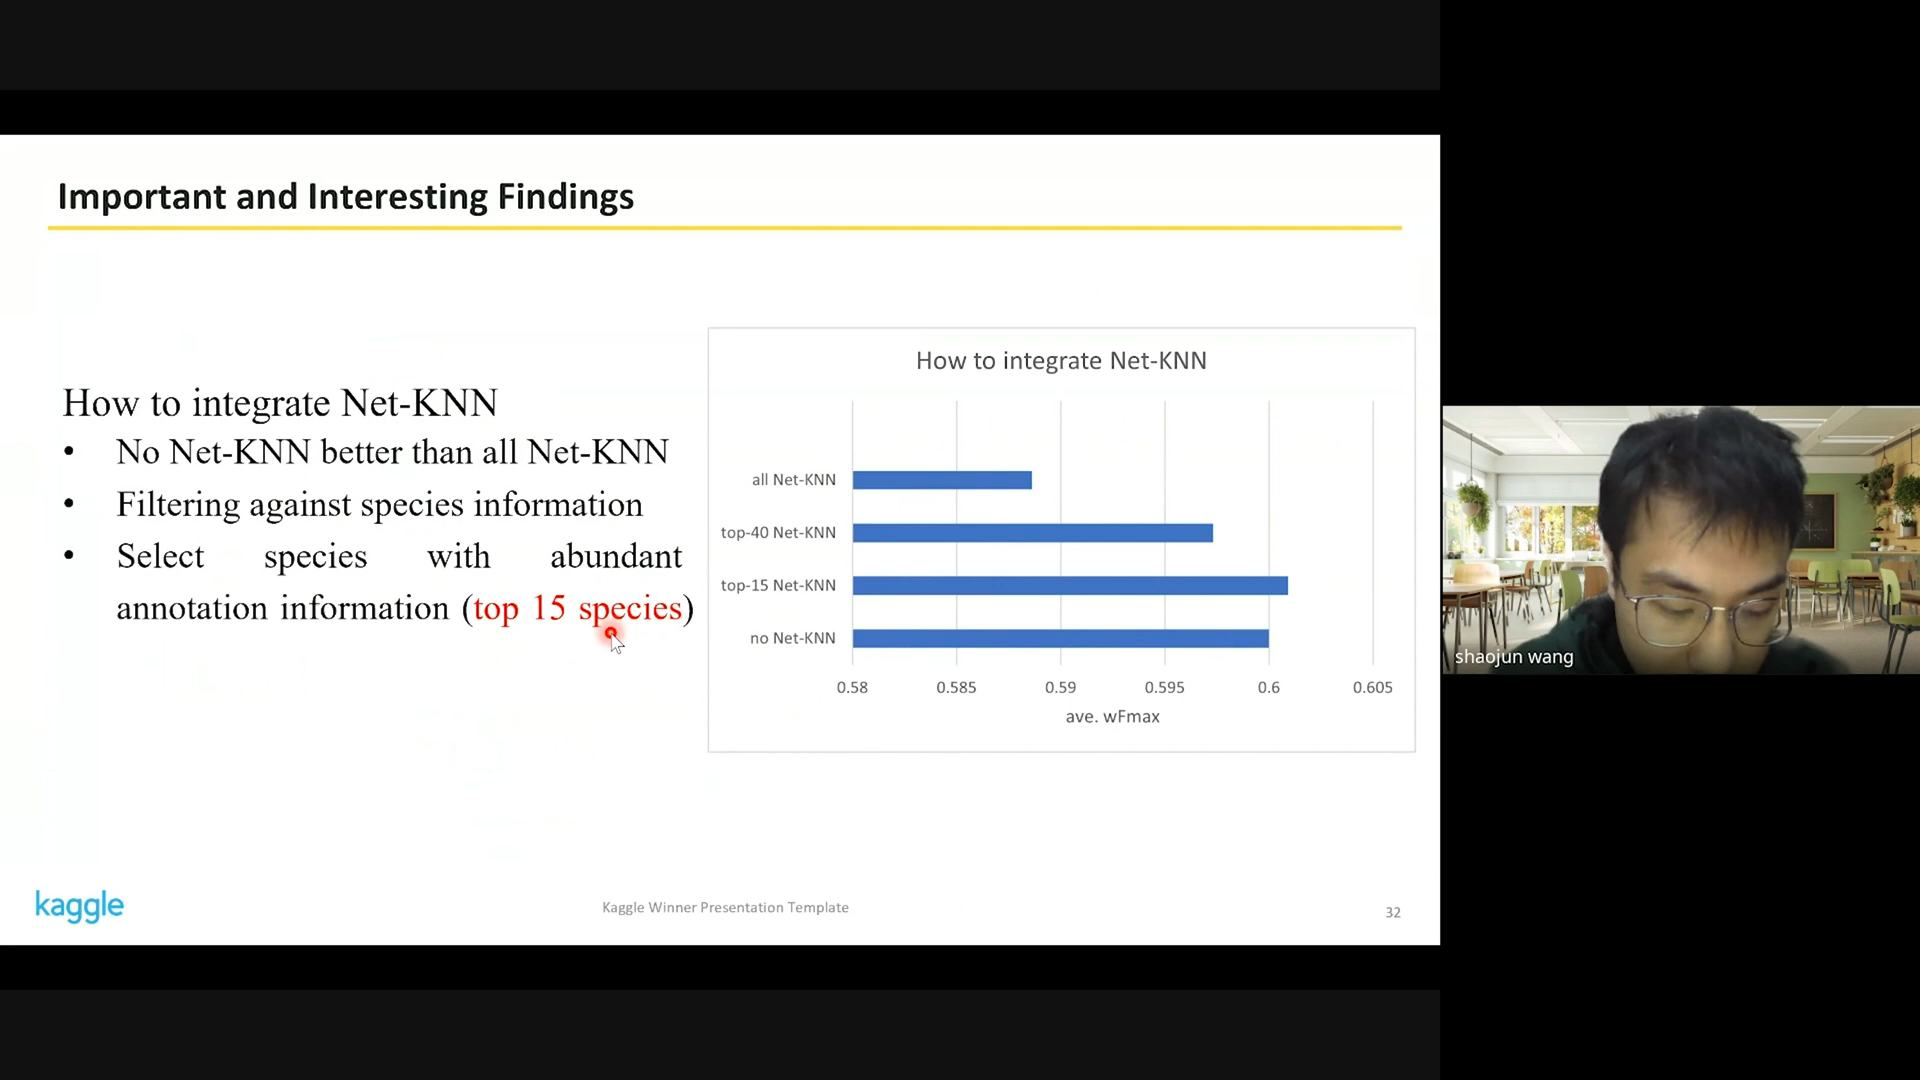 Important and Interesting Findings
How to integrate Net-KNN
• No Net-KNN better than all Net-KNN
• Filtering against species information
• Select species with abundant
annotation information (top 15 species)
How to integrate Net-KNN
all Net-KNN
top-40 Net-KNN
top-15 Net-KNN
no Net-KNN
0.58 0.585 0.59 0.595 0.6 0.605
ave. wFmax
shaojun wang
kaggle
Kaggle Winner Presentation Template
32